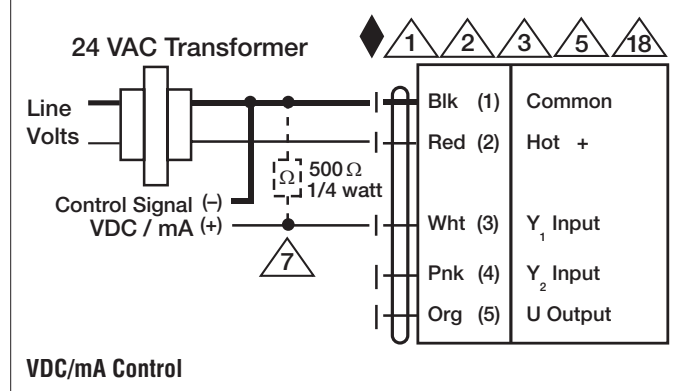 24 VAC Transformer
1 2 3 5 18
Line
Volts
Blk (1) Common
Red (2) Hot +
Ω 500 Ω
1/4 watt
Control Signal (–)
VDC / mA (+)
Wht (3) Y1 Input
7
Pnk (4) Y2 Input
Org (5) U Output
VDC/mA Control